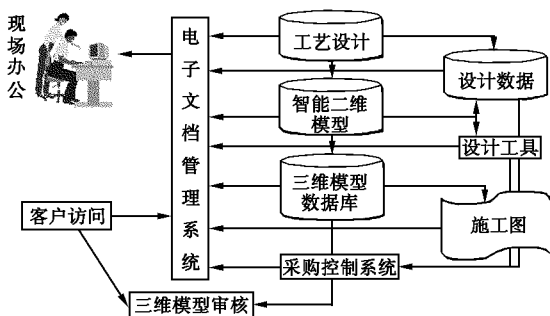 现场办公
电子文档管理系统
工艺设计
设计数据
智能二维
模型
设计工具
三维模型
数据库
客户访问
施工图
采购控制系统
三维模型审核